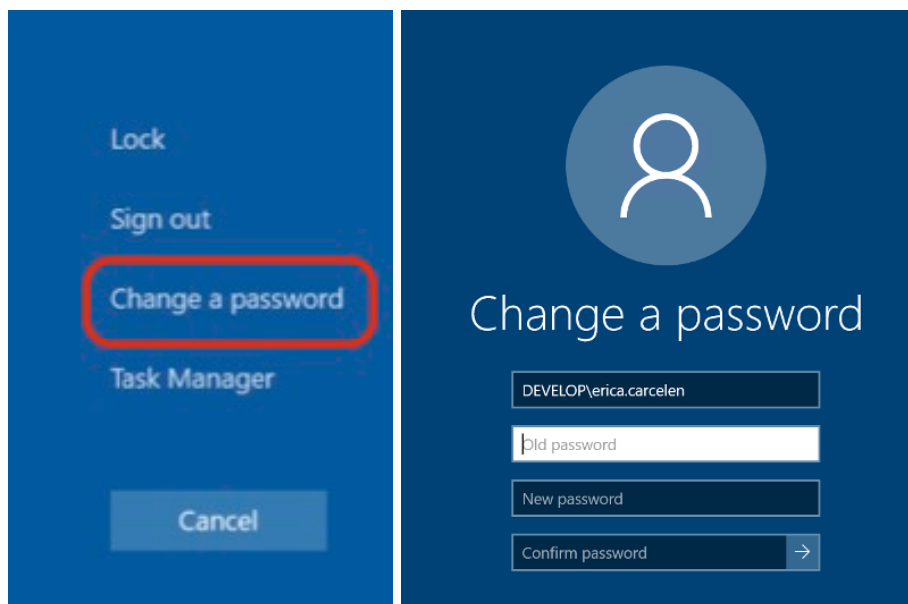 Lock
Sign out
Change a password
Task Manager
Cancel
Change a password
DEVELOP\erica.carcelen
Old password
New password
Confirm password